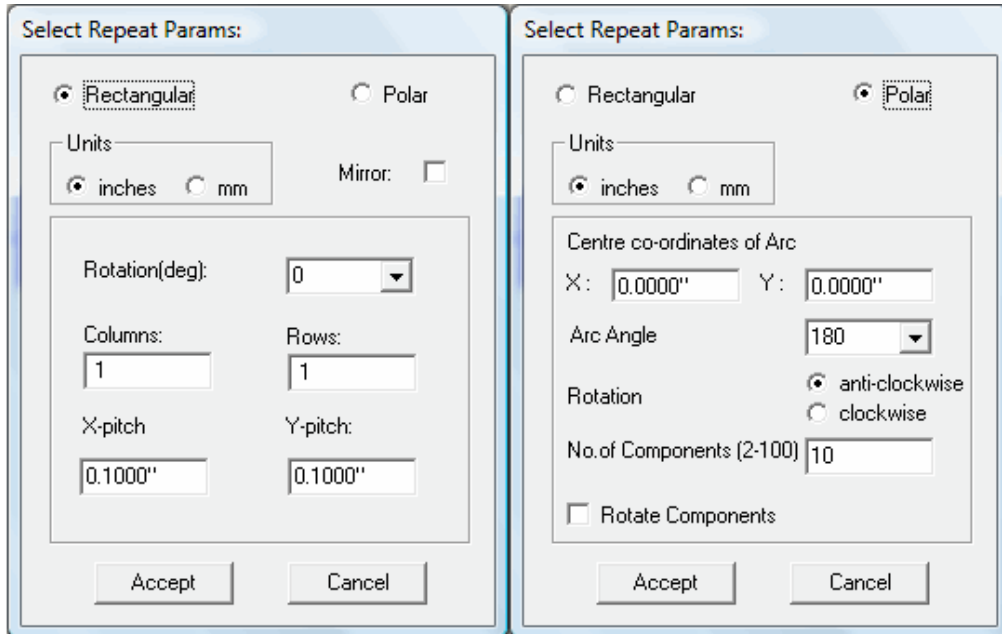 Select Repeat Params:
Rectangular
Polar
Units
inches
mm
Mirror:
Rotation(deg):
0
Columns:
Rows:
1
1
X-pitch
Y-pitch:
0.1000"
0.1000"
Accept
Cancel
Select Repeat Params:
Rectangular
Polar
Units
inches
mm
Centre co-ordinates of Arc
X :
0.0000"
Y :
0.0000"
Arc Angle
180
Rotation
anti-clockwise
clockwise
No.of Components (2-100)
10
Rotate Components
Accept
Cancel